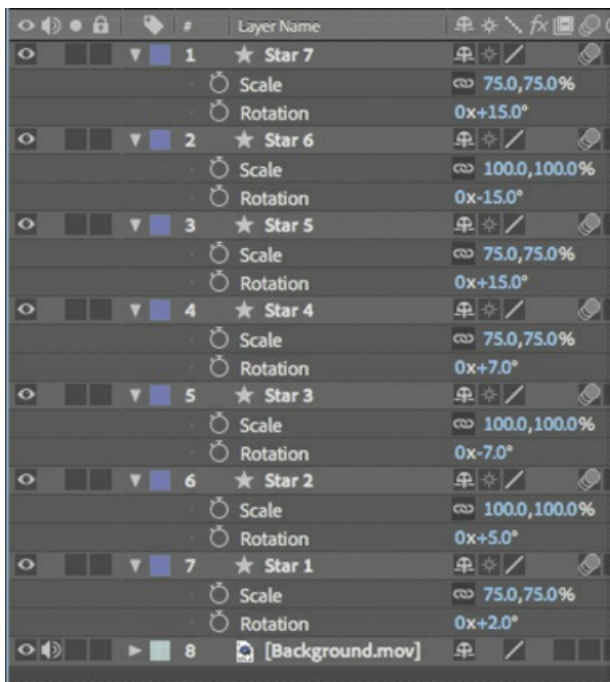 # Layer Name fx
1 Star 7
Scale 75.0,75.0%
Rotation 0x+15.0°
2 Star 6
Scale 100.0,100.0%
Rotation 0x-15.0°
3 Star 5
Scale 75.0,75.0%
Rotation 0x+15.0°
4 Star 4
Scale 75.0,75.0%
Rotation 0x+7.0°
5 Star 3
Scale 100.0,100.0%
Rotation 0x-7.0°
6 Star 2
Scale 100.0,100.0%
Rotation 0x+5.0°
7 Star 1
Scale 75.0,75.0%
Rotation 0x+2.0°
8 [Background.mov]